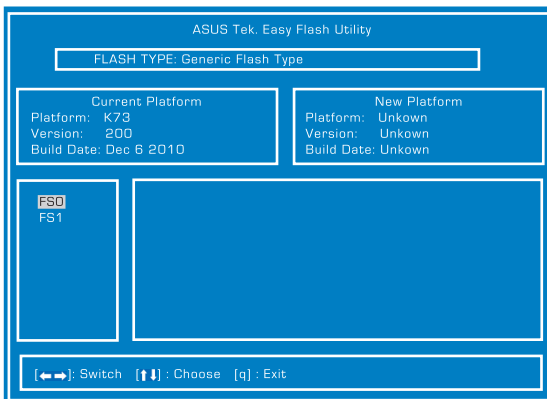 ASUS Tek. Easy Flash Utility
FLASH TYPE: Generic Flash Type
Current Platform
Platform: K73
Version: 200
Build Date: Dec 6 2010
New Platform
Platform: Unkown
Version: Unkown
Build Date: Unkown
FS0
FS1
[←→]: Switch [↑↓] : Choose [q] : Exit